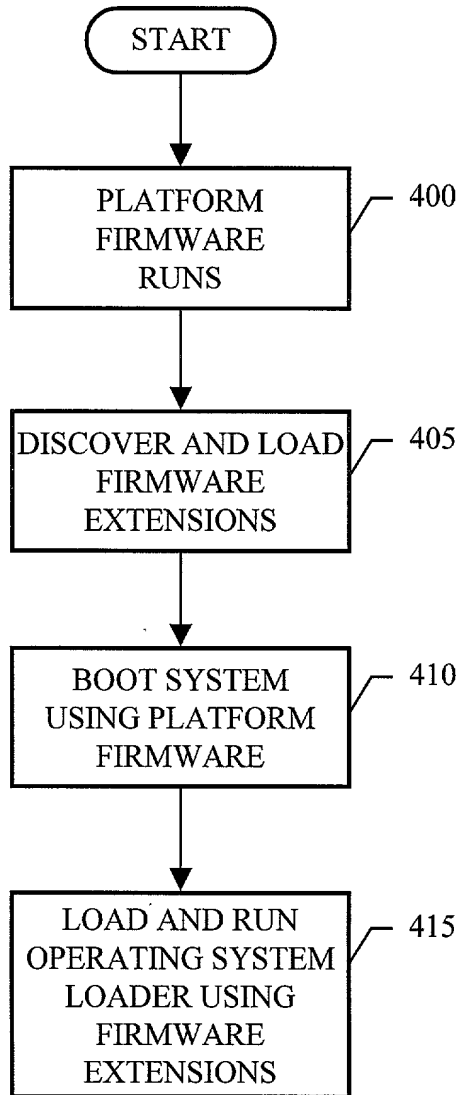 START
PLATFORM
FIRMWARE
RUNS
400
DISCOVER AND LOAD
FIRMWARE
EXTENSIONS
405
BOOT SYSTEM
USING PLATFORM
FIRMWARE
410
LOAD AND RUN
OPERATING SYSTEM
LOADER USING
FIRMWARE
EXTENSIONS
415